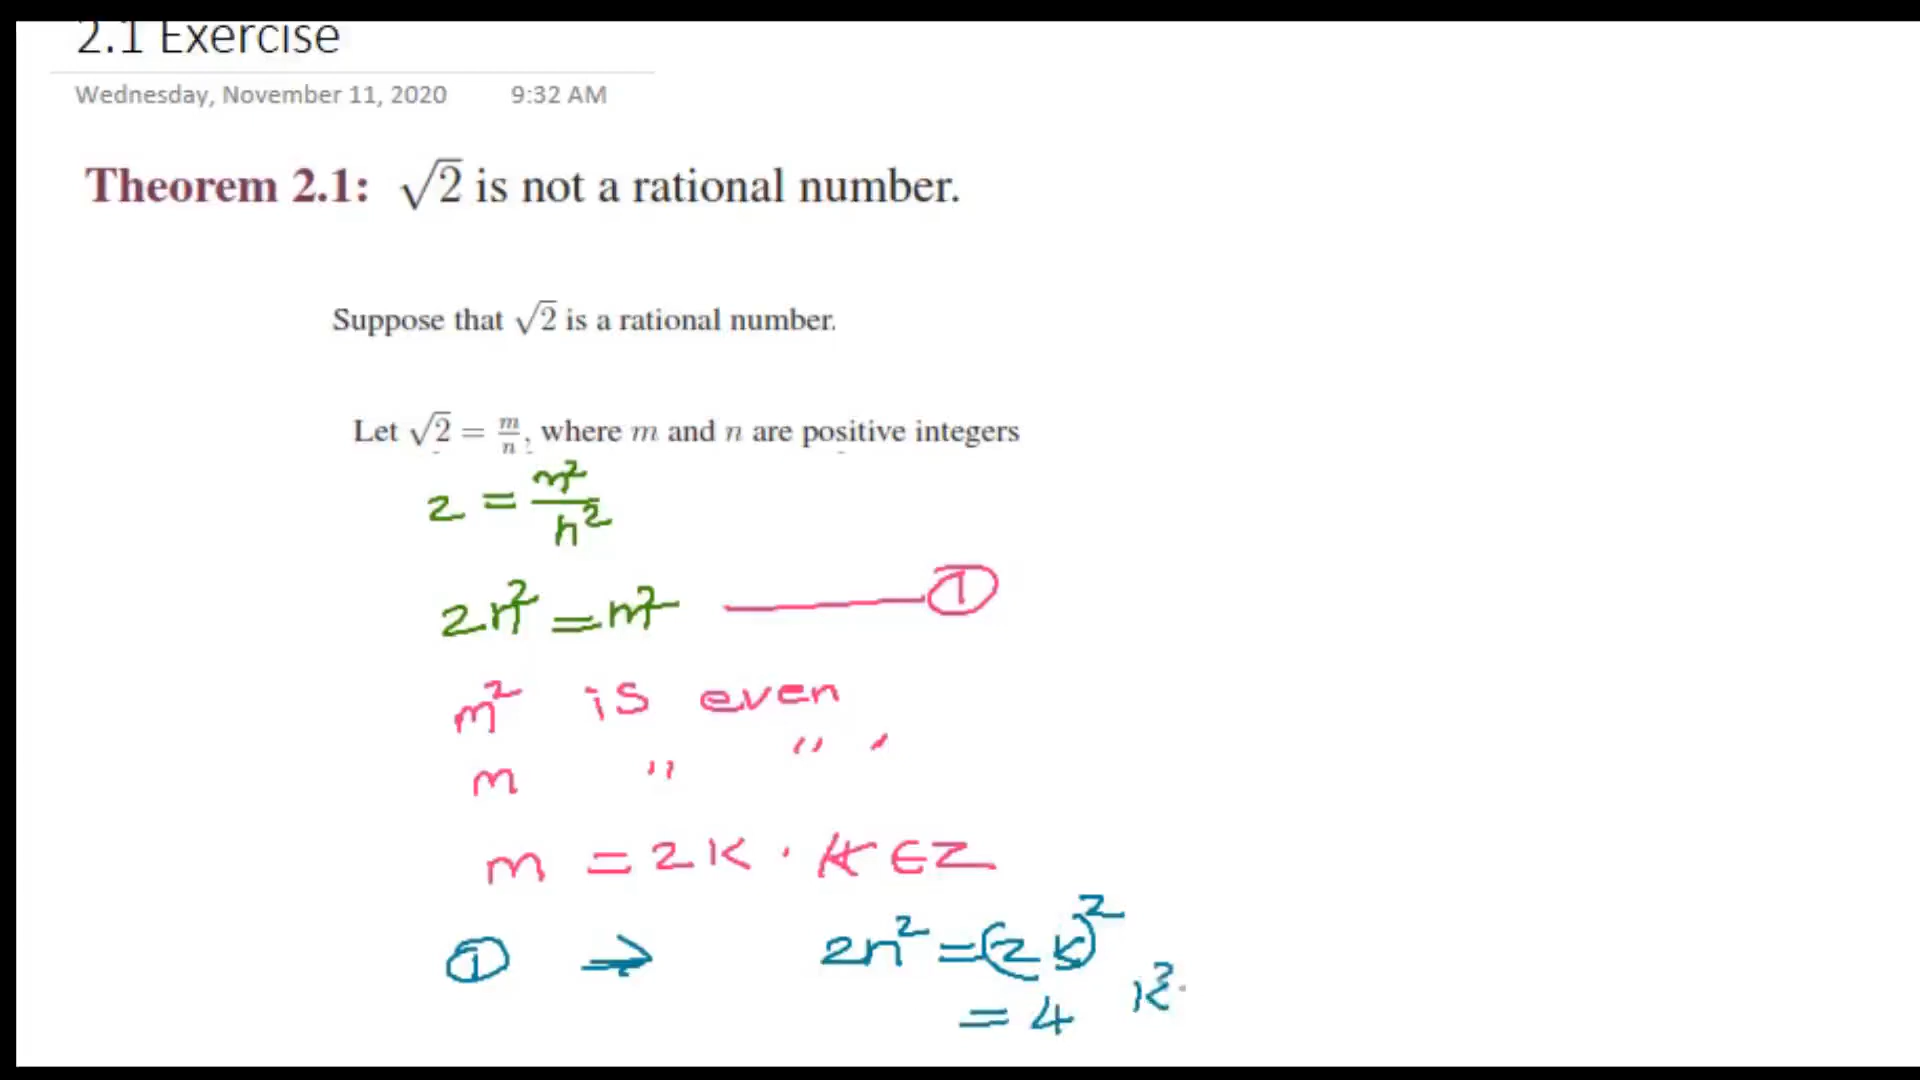 2.1 Exercise
Wednesday, November 11, 2020 9:32 AM
Theorem 2.1: √2 is not a rational number.
Suppose that √2 is a rational number.
Let √2 = m/n, where m and n are positive integers
2 = m²/n²
2n² = m² ——— ①
m² is even
m " " "
m = 2K . K ∈ Z
① ⇒ 2n² = (2k)²
= 4 K²